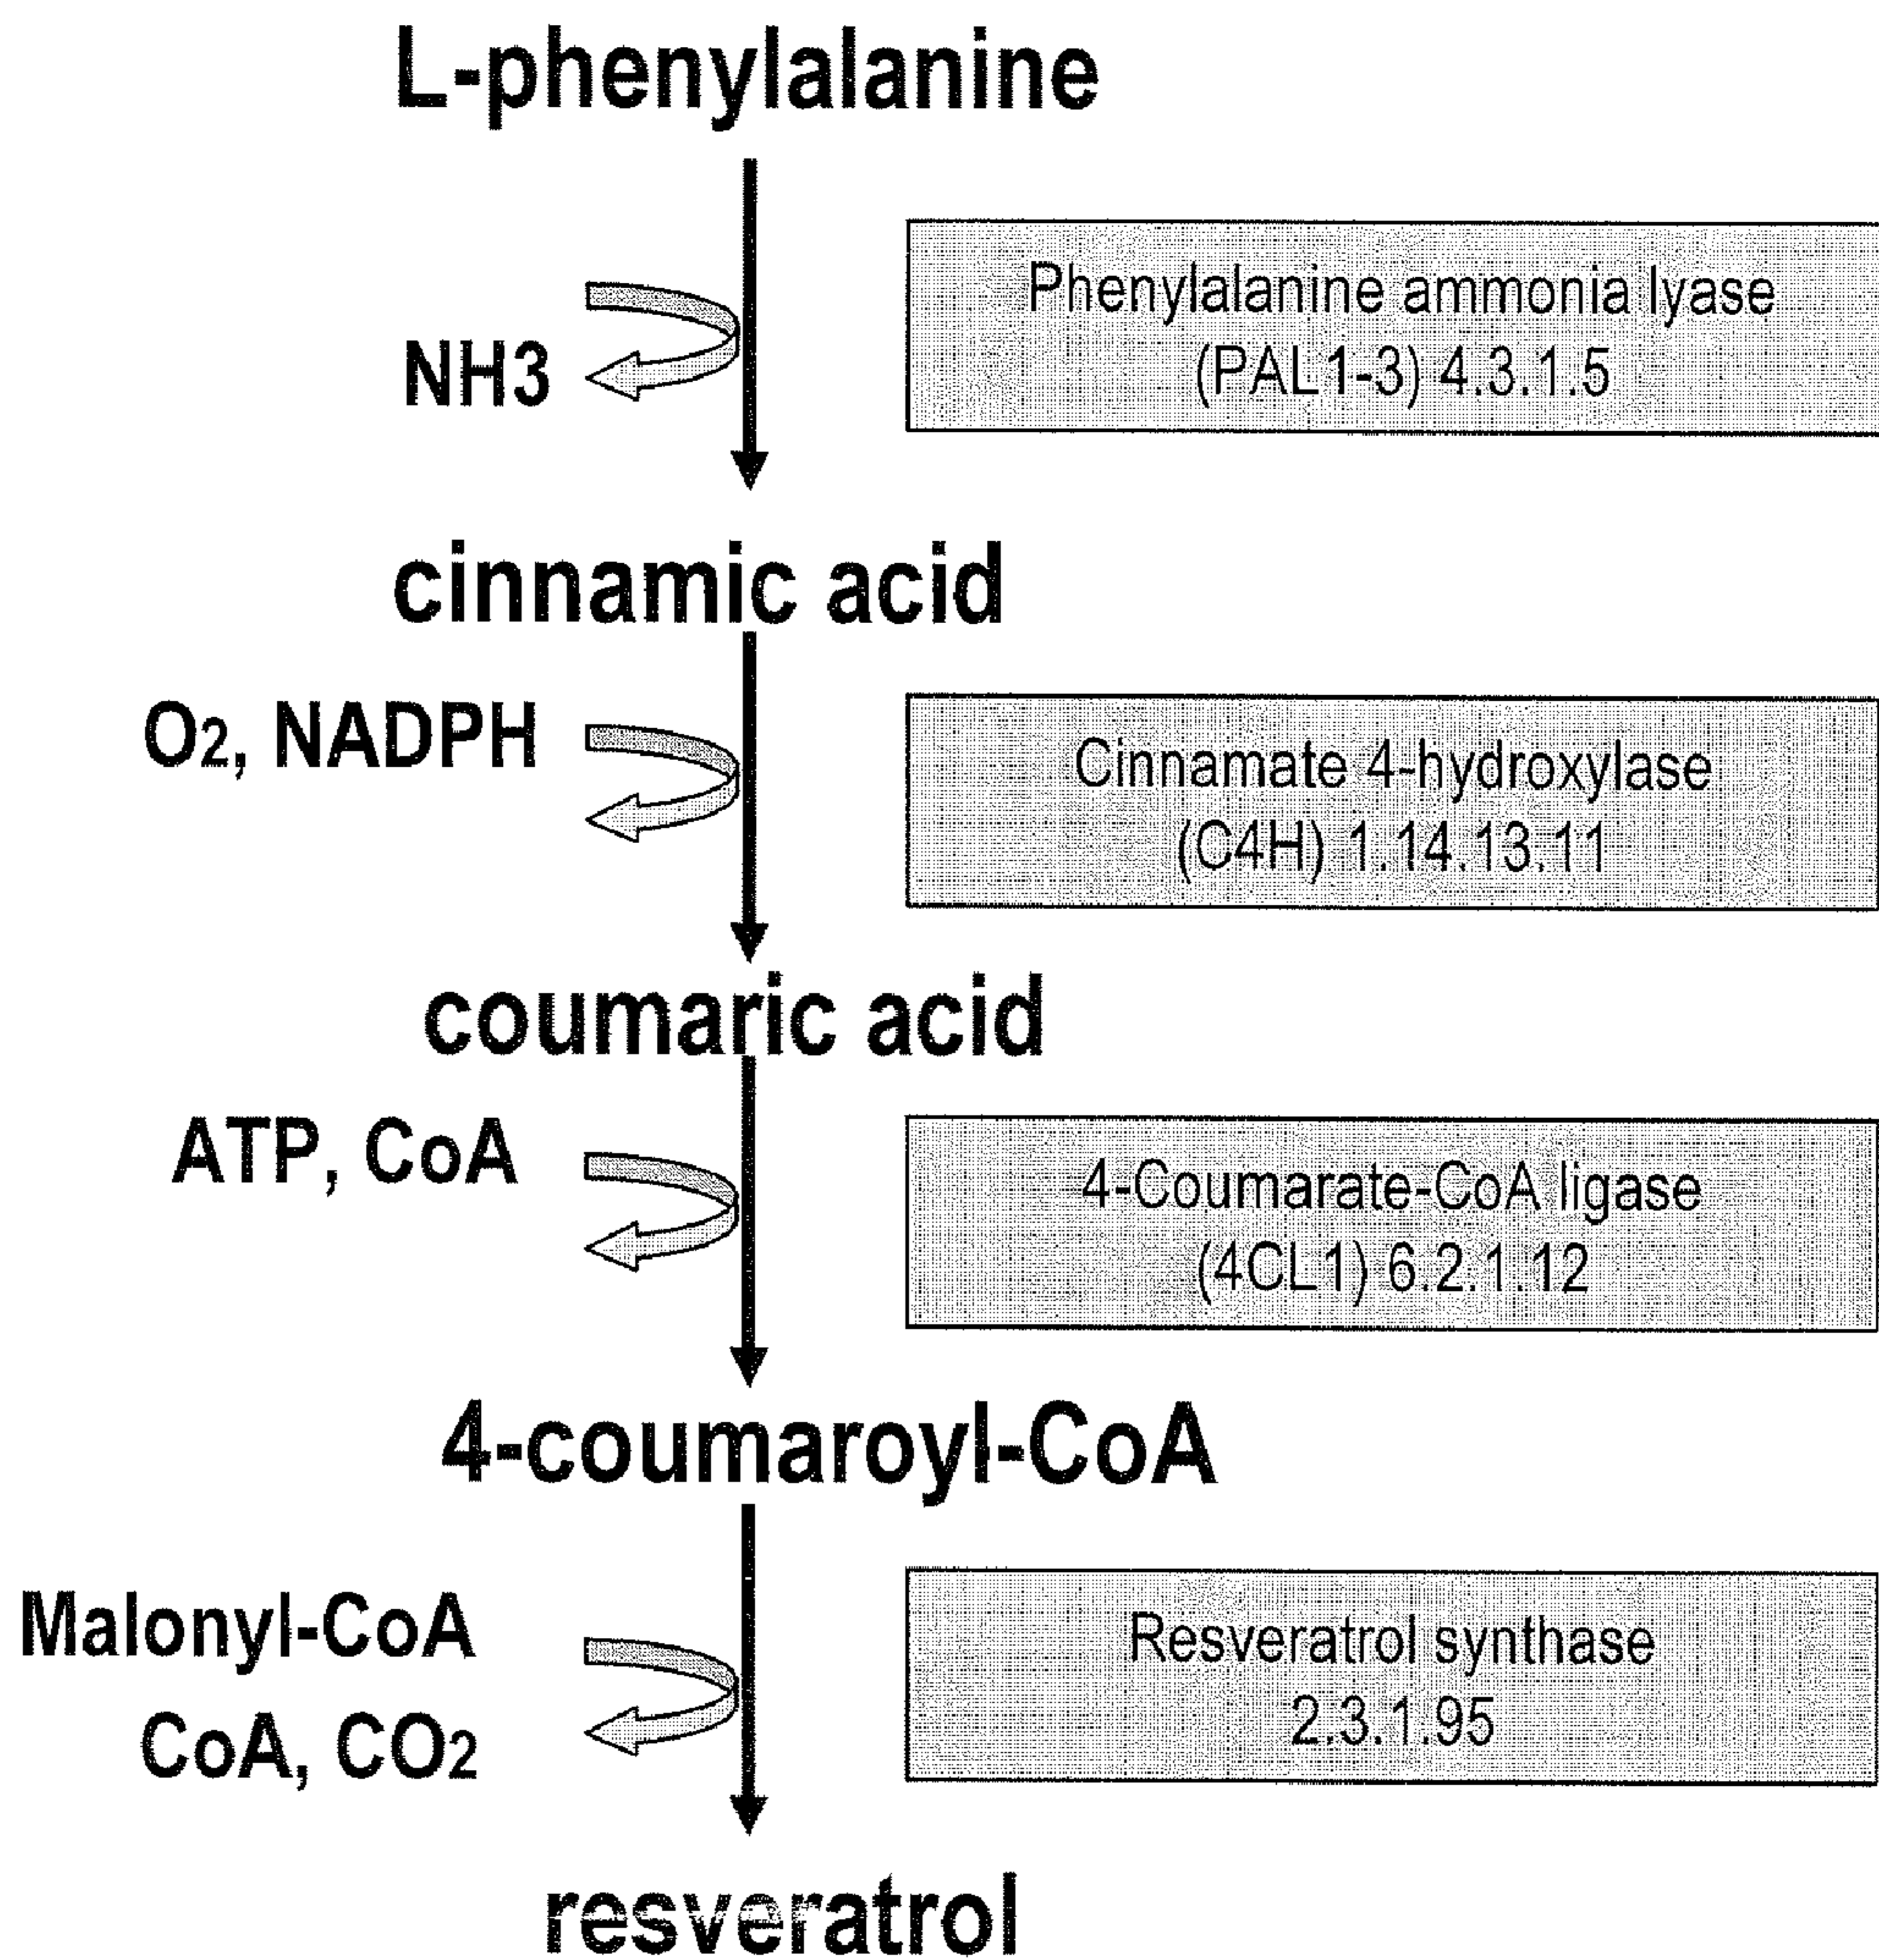 L-phenylalanine
NH3
Phenylalanine ammonia lyase
(PAL1-3) 4.3.1.5
cinnamic acid
O2, NADPH
Cinnamate 4-hydroxylase
(C4H) 1.14.13.11
coumaric acid
ATP, CoA
4-Coumarate-CoA ligase
(4CL1) 6.2.1.12
4-coumaroyl-CoA
Malonyl-CoA
CoA, CO2
Resveratrol synthase
2.3.1.95
resveratrol